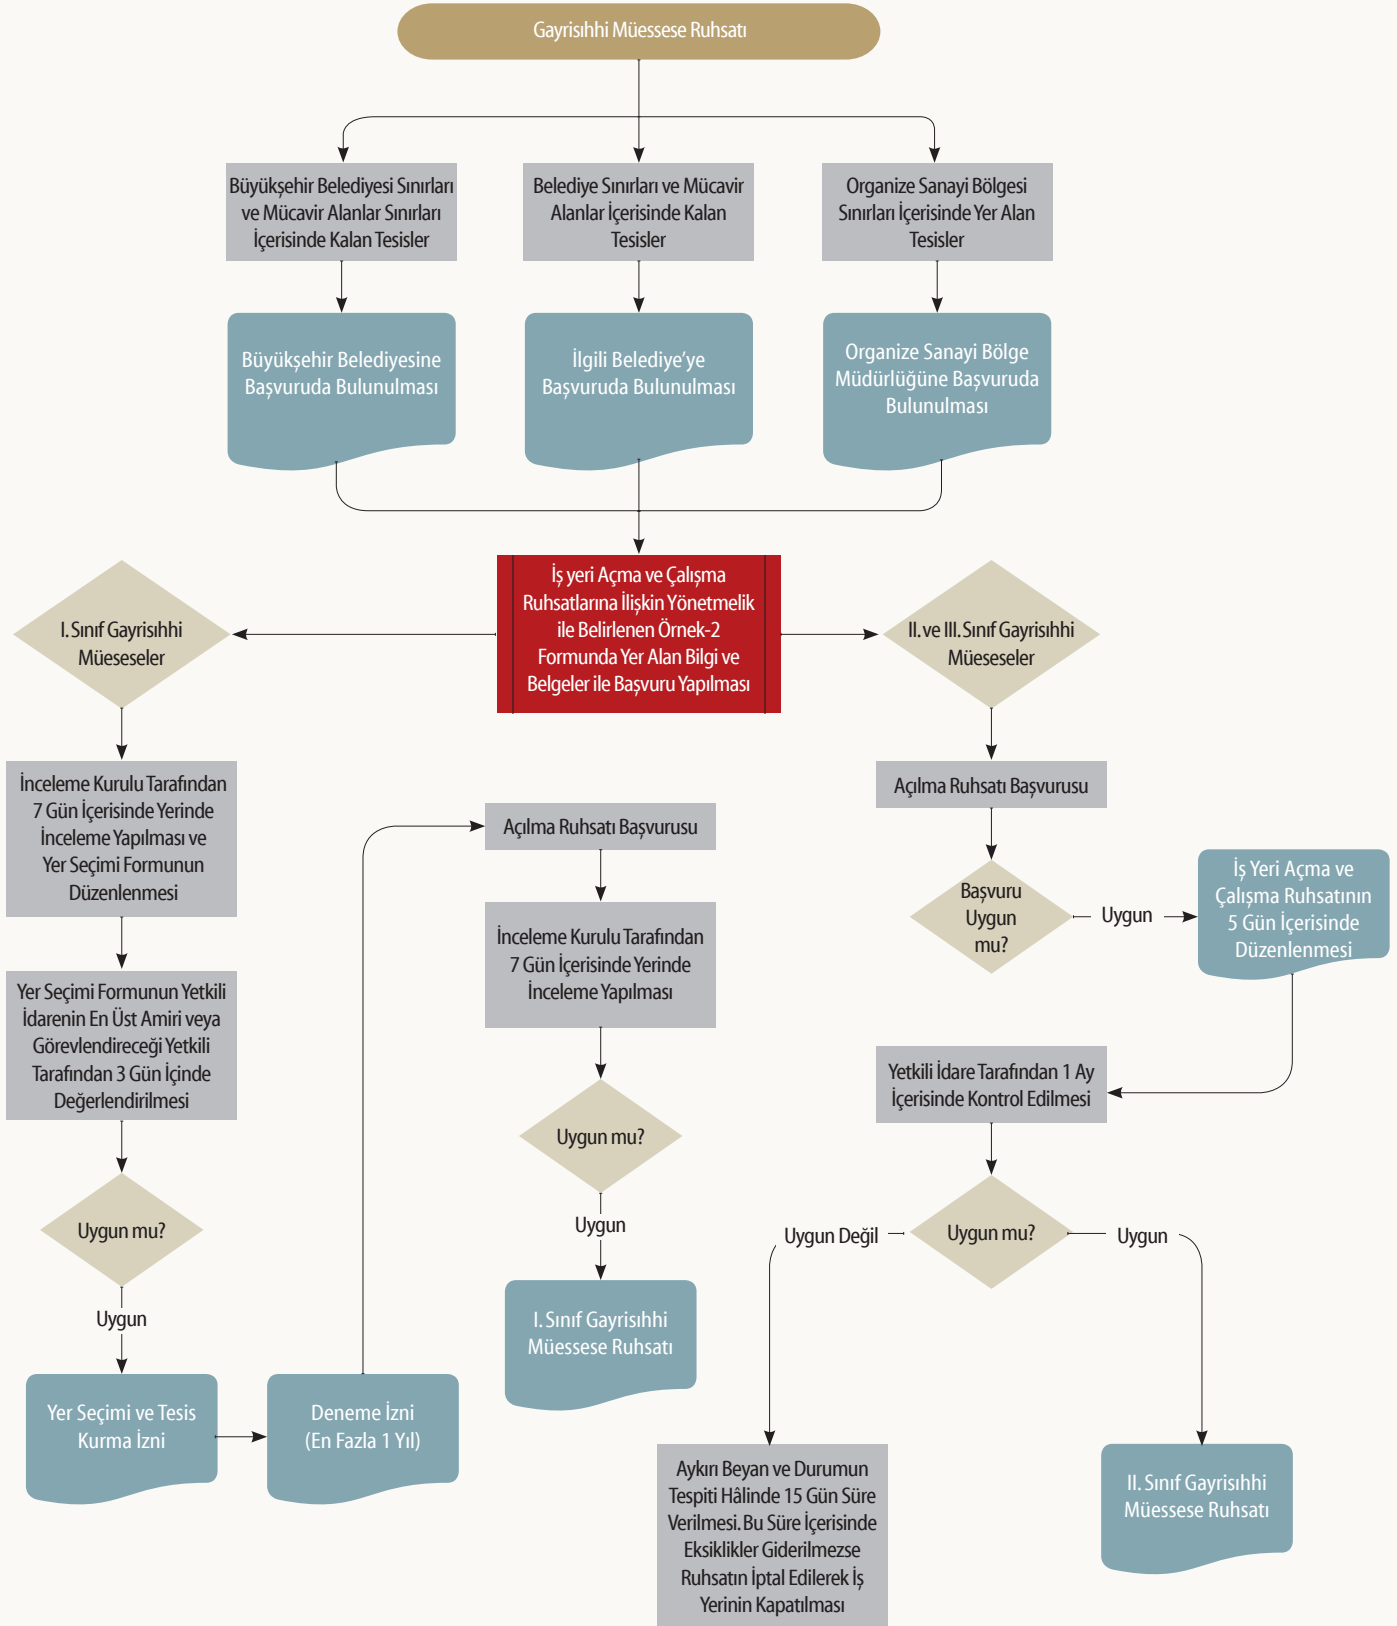 Gayrisıhhi Müessese Ruhsatı
Büyükşehir Belediyesi Sınırları
ve Mücavir Alanlar Sınırları
İçerisinde Kalan Tesisler
Belediye Sınırları ve Mücavir
Alanlar İçerisinde Kalan
Tesisler
Organize Sanayi Bölgesi
Sınırları İçerisinde Yer Alan
Tesisler
Büyükşehir Belediyesine
Başvuruda Bulunulması
İlgili Belediye’ye
Başvuruda Bulunulması
Organize Sanayi Bölge
Müdürlüğüne Başvuruda
Bulunulması
İş yeri Açma ve Çalışma
Ruhsatlarına İlişkin Yönetmelik
ile Belirlenen Örnek-2
Formunda Yer Alan Bilgi ve
Belgeler ile Başvuru Yapılması
I. Sınıf Gayrisıhhi
Müeseseler
II. ve III. Sınıf Gayrisıhhi
Müeseseler
İnceleme Kurulu Tarafından
7 Gün İçerisinde Yerinde
İnceleme Yapılması ve
Yer Seçimi Formunun
Düzenlenmesi
Yer Seçimi Formunun Yetkili
İdarenin En Üst Amiri veya
Görevlendireceği Yetkili
Tarafından 3 Gün İçinde
Değerlendirilmesi
Uygun mu?
Uygun
Yer Seçimi ve Tesis
Kurma İzni
Deneme İzni
(En Fazla 1 Yıl)
Açılma Ruhsatı Başvurusu
İnceleme Kurulu Tarafından
7 Gün İçerisinde Yerinde
İnceleme Yapılması
Uygun mu?
Uygun
I. Sınıf Gayrisıhhi
Müessese Ruhsatı
Açılma Ruhsatı Başvurusu
Başvuru
Uygun
mu?
Uygun
İş Yeri Açma ve
Çalışma Ruhsatının
5 Gün İçerisinde
Düzenlenmesi
Yetkili İdare Tarafından 1 Ay
İçerisinde Kontrol Edilmesi
Uygun mu?
Uygun Değil
Uygun
Aykırı Beyan ve Durumun
Tespiti Hâlinde 15 Gün Süre
Verilmesi. Bu Süre İçerisinde
Eksiklikler Giderilmezse
Ruhsatın İptal Edilerek İş
Yerinin Kapatılması
II. Sınıf Gayrisıhhi
Müessese Ruhsatı